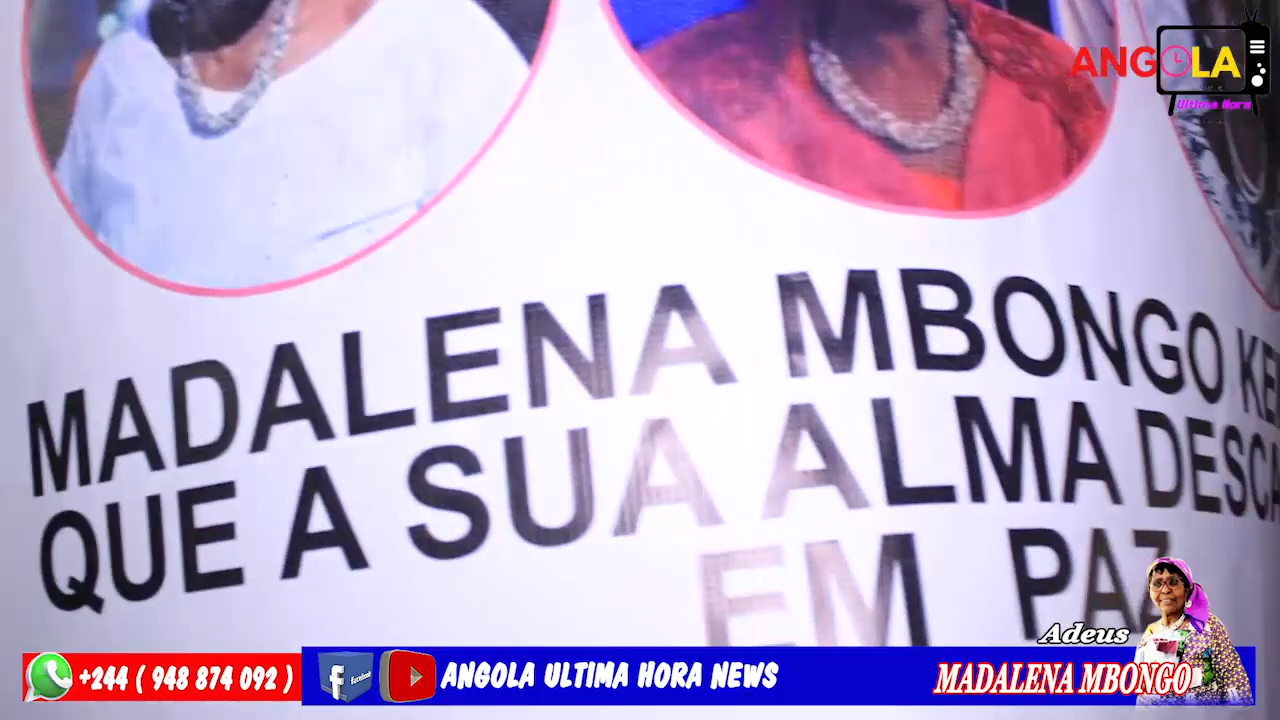 ANGOLA
Ultima Hora
MADALENA MBONGO
QUE A SUA ALMA
EM PAZ
Adeus
+244 ( 948 874 092 )
facebook
ANGOLA ULTIMA HORA NEWS
MADALENA MBONGO